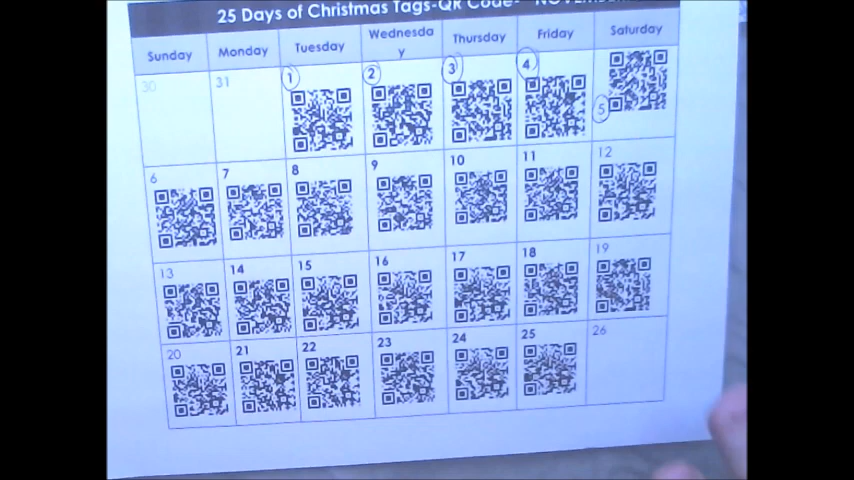 25 Days of Christmas Tags-QR Code-
Sunday Monday Tuesday Wednesda
y Thursday Friday Saturday
30 31 1 2 3 4 5
6 7 8 9 10 11 12
13 14 15 16 17 18 19
20 21 22 23 24 25 26